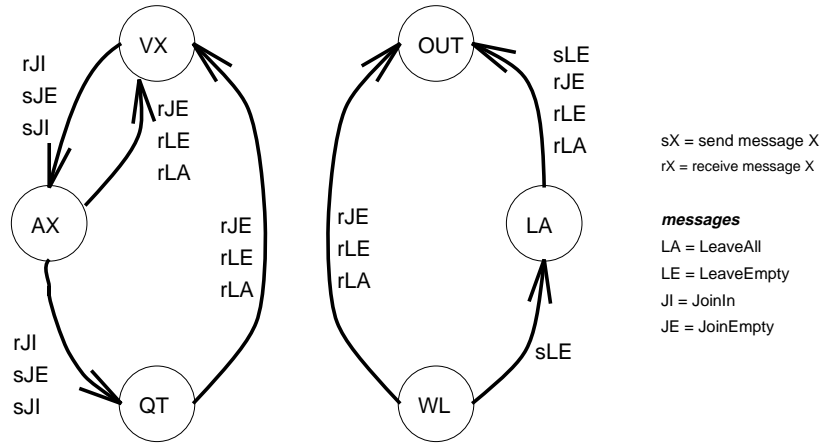 VX
rJI
sJE
sJI
rJE
rLE
rLA
AX
rJE
rLE
rLA
rJI
sJE
sJI
QT
OUT
sLE
rJE
rLE
rLA
rJE
rLE
rLA
LA
sLE
WL
sX = send message X
rX = receive message X
messages
LA = LeaveAll
LE = LeaveEmpty
JI = JoinIn
JE = JoinEmpty